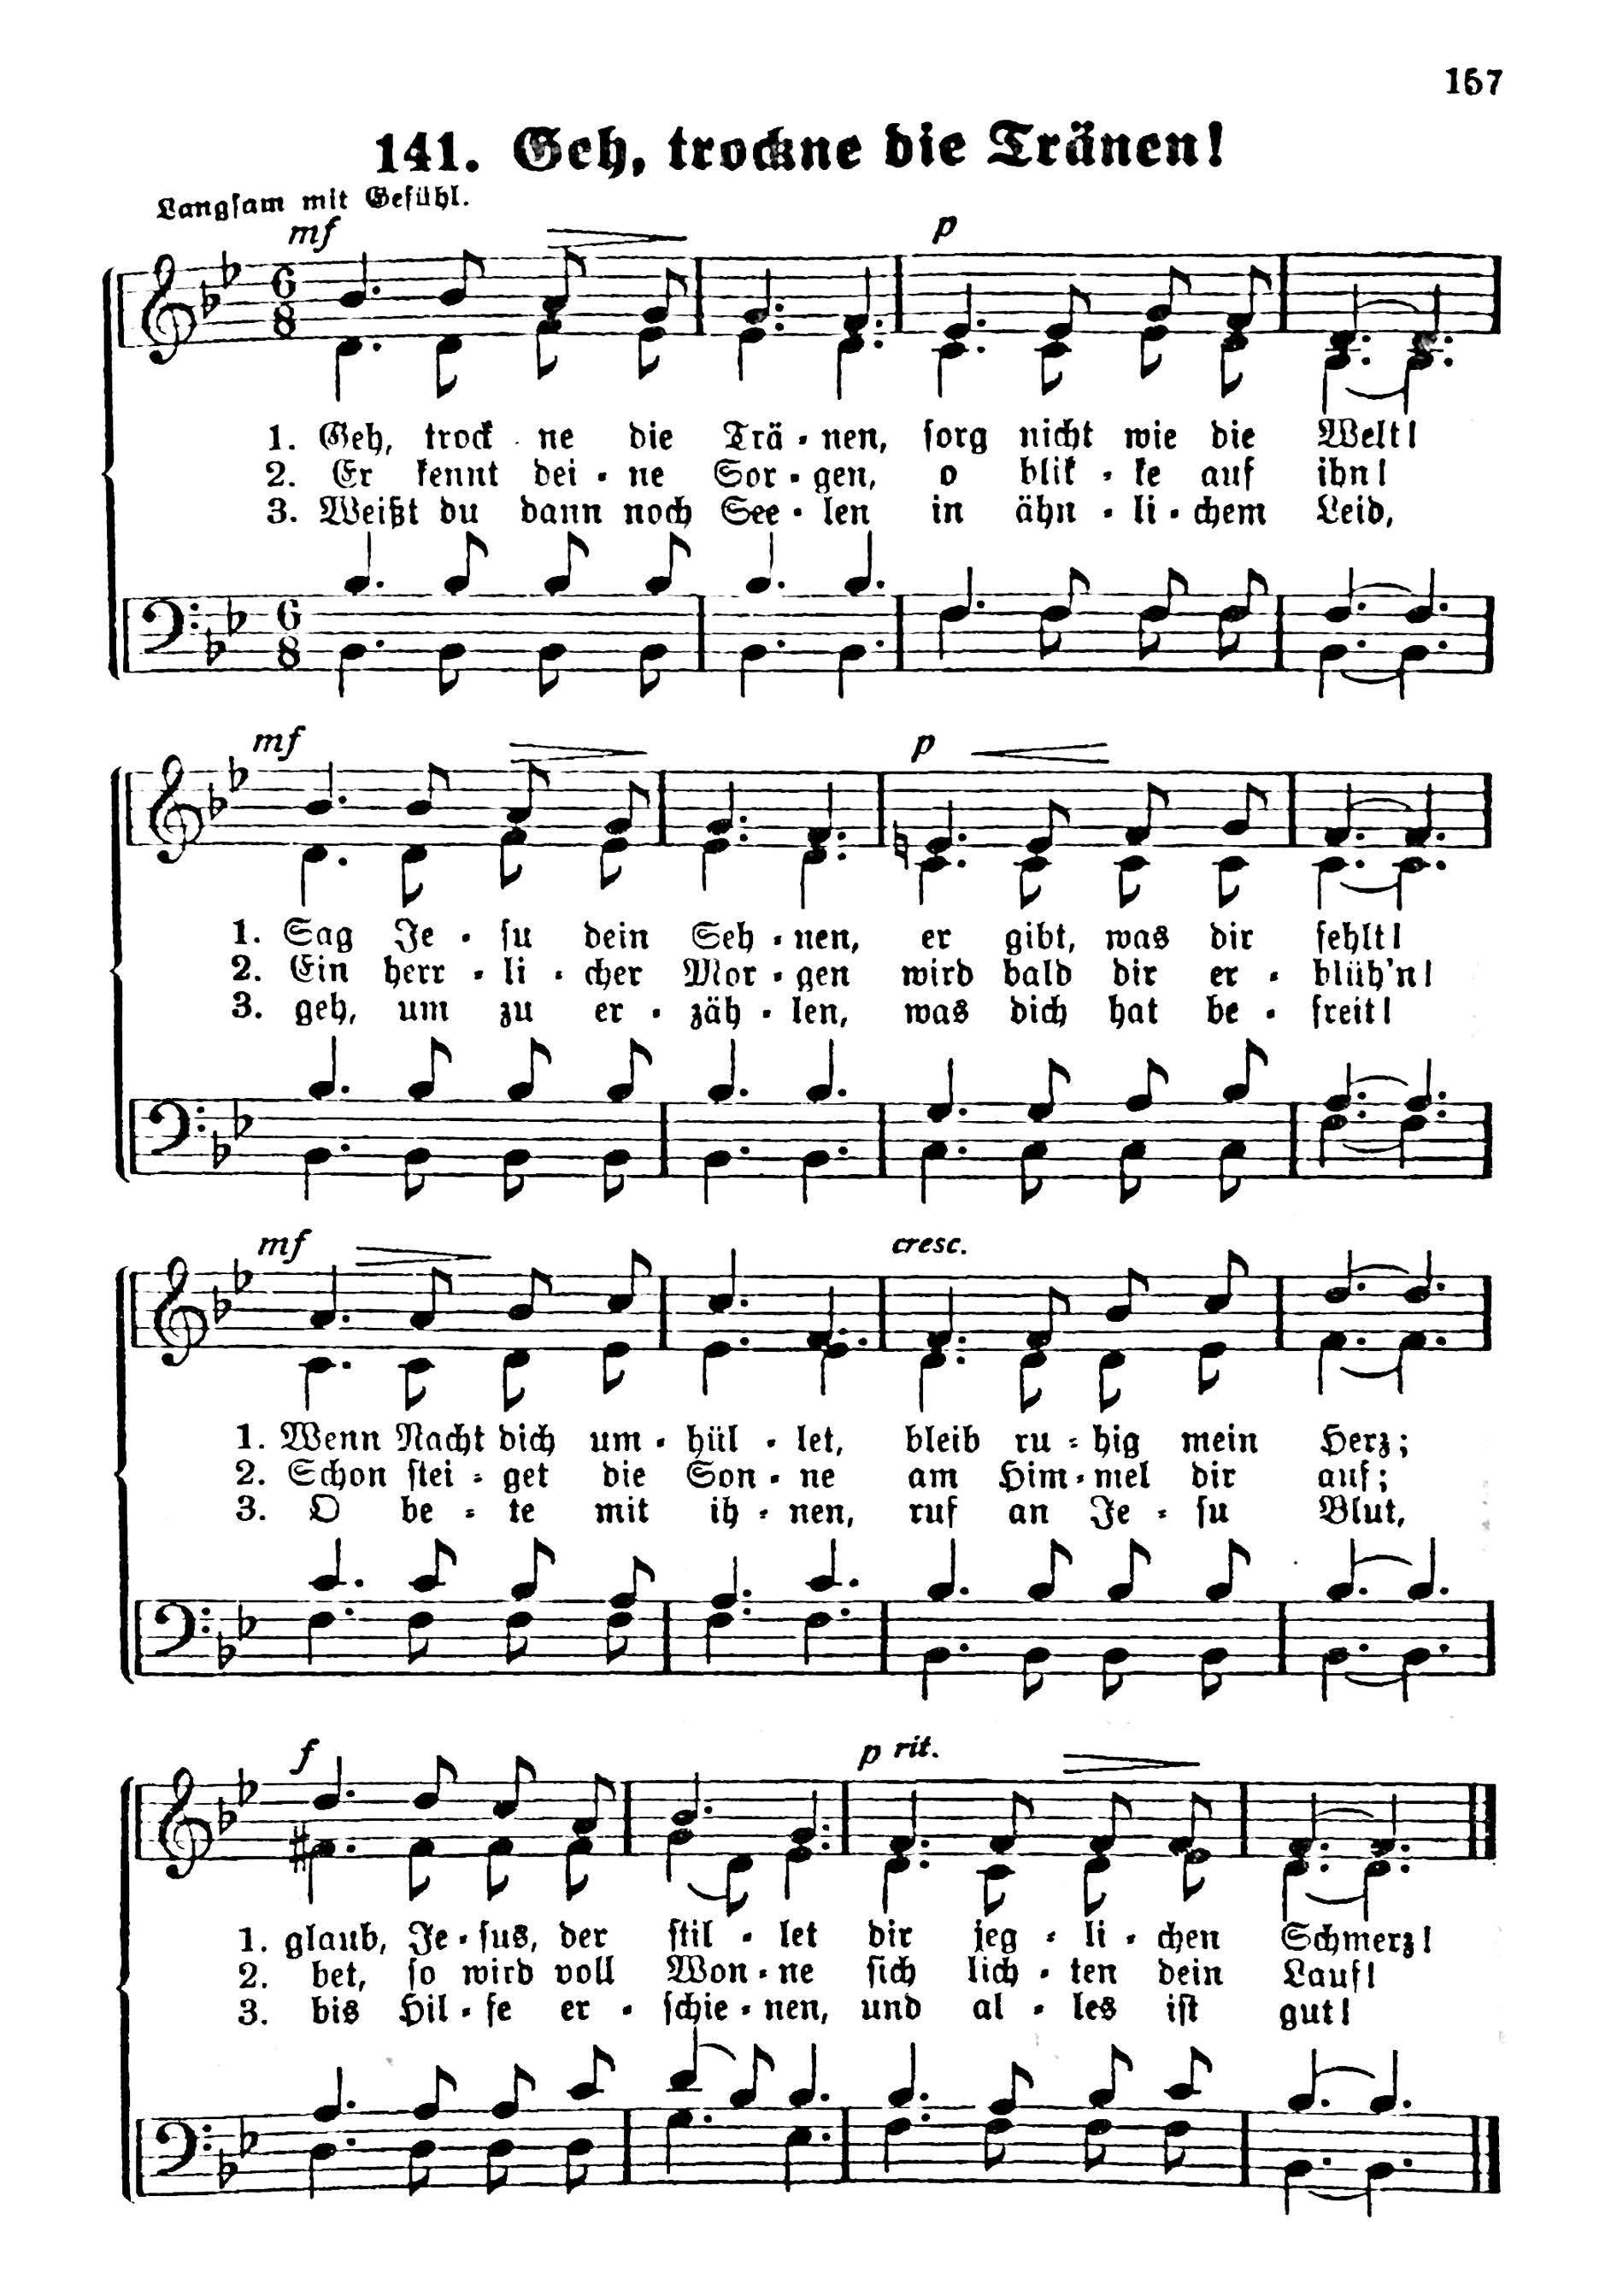 157
141. Geh, trockne die Tränen!
Langsam mit Gefühl.
mf p
6 8
1. Geh, trock - ne die Trä - nen, sorg nicht wie die Welt!
2. Er kennt dei - ne Sor - gen, o blik - ke auf ihn!
3. Weißt du dann noch See - len in ähn - li - chem Leid,
6 8
mf p
1. Sag Je - su dein Seh - nen, er gibt, was dir fehlt!
2. Ein herr - li - cher Mor - gen wird bald dir er - blüh'n!
3. geh, um zu er - zäh - len, was dich hat be - freit!
mf cresc.
1. Wenn Nacht dich um - hül - let, bleib ru - hig mein Herz;
2. Schon stei - get die Son - ne am Him - mel dir auf;
3. O be - te mit ih - nen, ruf an Je - su Blut,
f p rit.
1. glaub, Je - sus, der stil - let dir jeg - li - chen Schmerz!
2. bet, so wird voll Won - ne sich lich - ten dein Lauf!
3. bis Hil - fe er - schie - nen, und al - les ist gut!